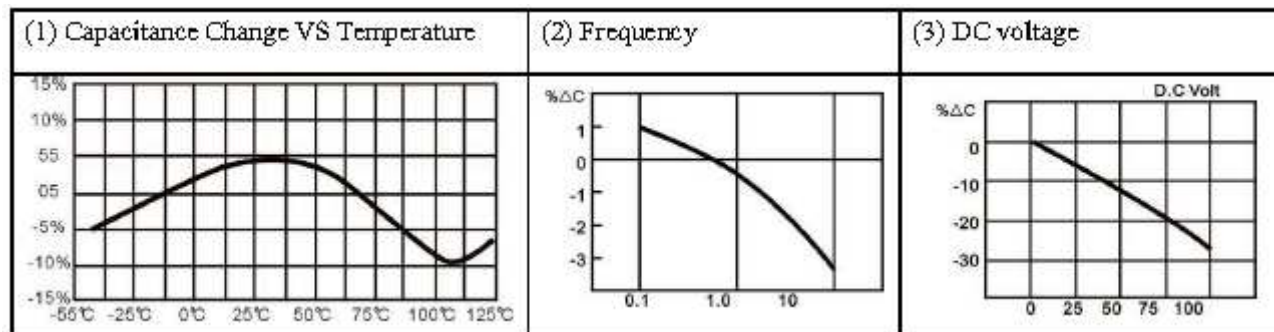 (1) Capacitance Change VS Temperature
(2) Frequency
(3) DC voltage
15%
10%
55
05
-5%
-10%
-15%
-55℃ -25℃ 0℃ 25℃ 50℃ 75℃ 100℃ 125℃
%△C
1
0
-1
-2
-3
0.1 1.0 10
D.C Volt
%△C
0
-10
-20
-30
0 25 50 75 100